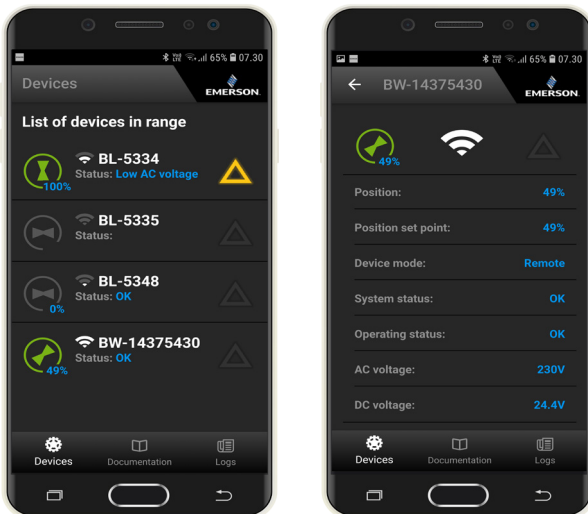 65% 07.30
Devices
EMERSON.
List of devices in range
BL-5334
Status: Low AC voltage
100%
BL-5335
Status:
BL-5348
Status: OK
0%
BW-14375430
Status: OK
49%
Devices
Documentation
Logs
65% 07.30
BW-14375430
EMERSON.
49%
Position: 49%
Position set point: 49%
Device mode: Remote
System status: OK
Operating status: OK
AC voltage: 230V
DC voltage: 24.4V
Devices
Documentation
Logs